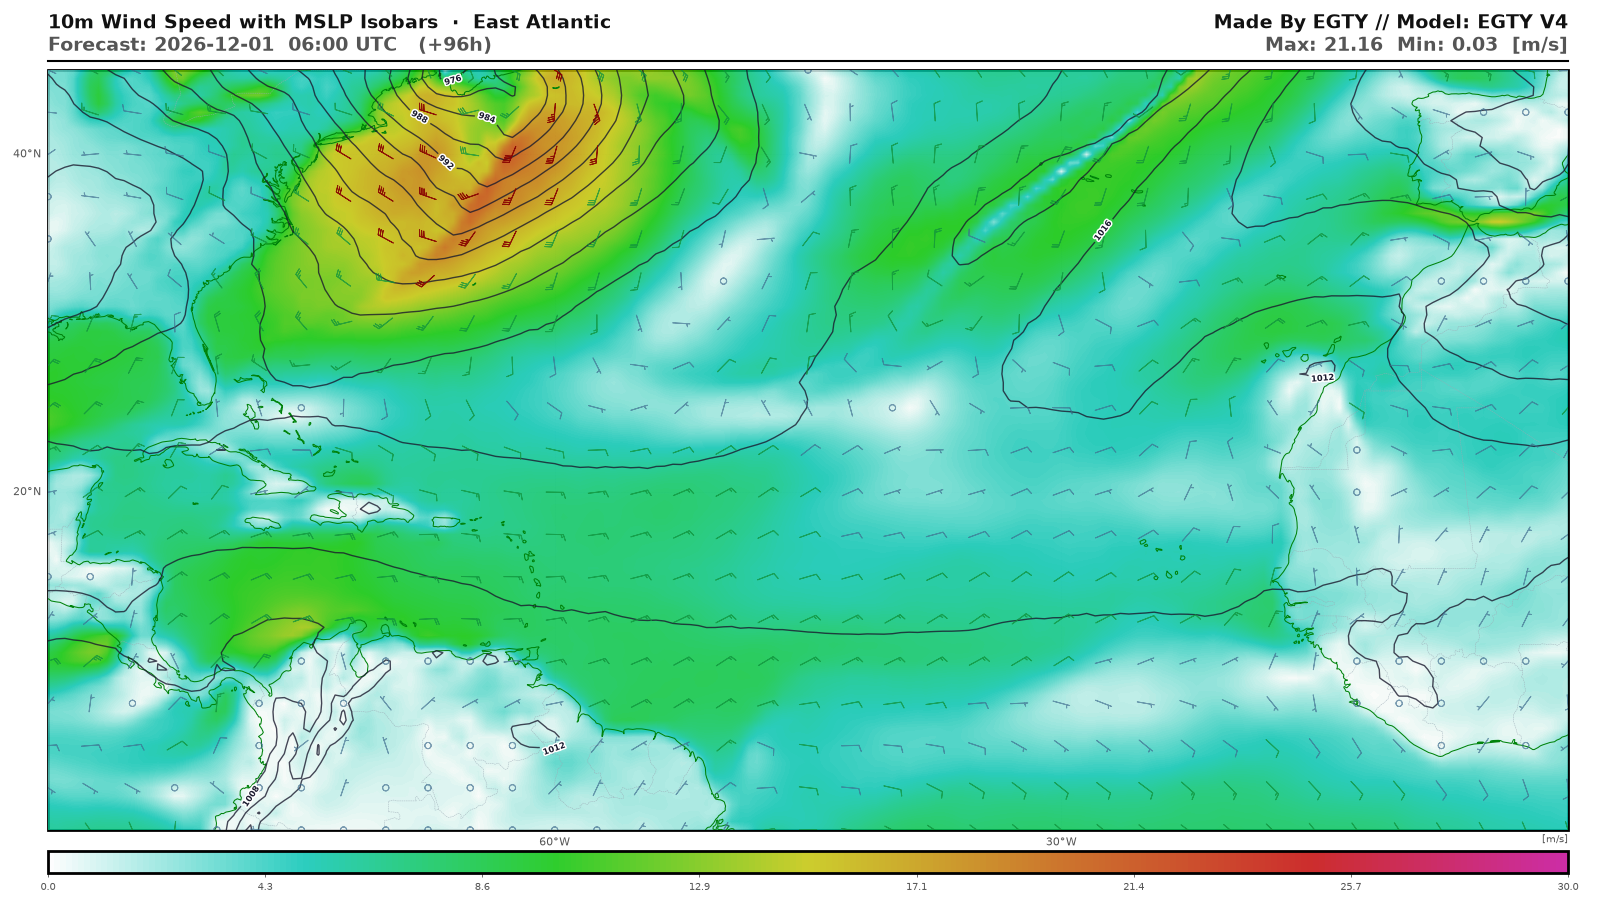 10m Wind Speed with MSLP Isobars · East Atlantic
Made By EGTY // Model: EGTY V4
Forecast: 2026-12-01 06:00 UTC (+96h)
Max: 21.16 Min: 0.03 [m/s]
976
988
984
992
40°N
1016
1012
20°N
1012
1008
60°W
30°W
[m/s]
0.0
4.3
8.6
12.9
17.1
21.4
25.7
30.0